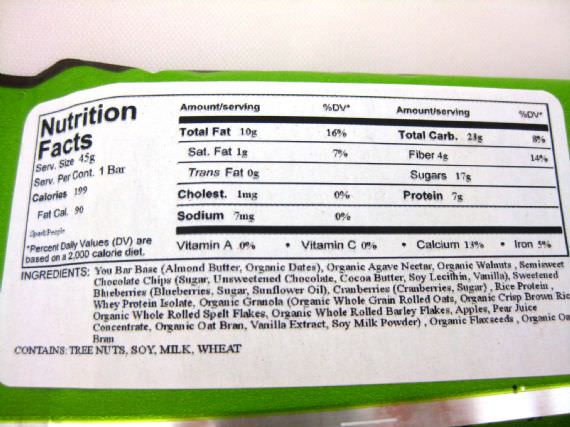 Nutrition
Facts
Serv. Size 45g
Serv. Per Cont. 1 Bar
Calories 199
Fat Cal. 90
SparkPeople
*Percent Daily Values (DV) are
based on a 2,000 calorie diet.
Amount/serving %DV*
Total Fat 10g 16%
Sat. Fat 1g 7%
Trans Fat 0g
Cholest. 1mg 0%
Sodium 7mg 0%
Amount/serving %DV*
Total Carb. 23g 8%
Fiber 4g 14%
Sugars 17g
Protein 7g
Vitamin A 0% • Vitamin C 0% • Calcium 13% • Iron 5%
INGREDIENTS: You Bar Base (Almond Butter, Organic Dates), Organic Agave Nectar, Organic Walnuts , Semisweet
Chocolate Chips (Sugar, Unsweetened Chocolate, Cocoa Butter, Soy Lecithin, Vanilla), Sweetened
Blueberries (Blueberries, Sugar, Sunflower Oil), Cranberries (Cranberries, Sugar) , Rice Protein ,
Whey Protein Isolate, Organic Granola (Organic Whole Grain Rolled Oats, Organic Crisp Brown Ric
Organic Whole Rolled Spelt Flakes, Organic Whole Rolled Barley Flakes, Apples, Pear Juice
Concentrate, Organic Oat Bran, Vanilla Extract, Soy Milk Powder) , Organic Flaxseeds , Organic Oa
Bran
CONTAINS: TREE NUTS, SOY, MILK, WHEAT